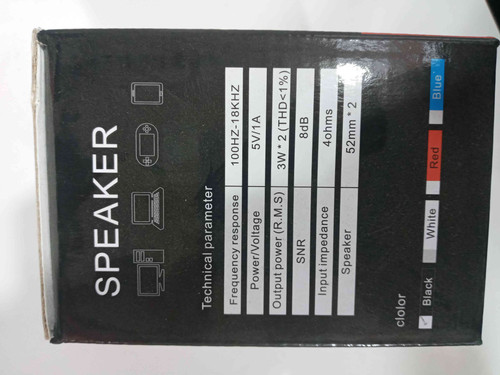 SPEAKER
Technical parameter
Frequency response 100HZ-18KHZ
Power/Voltage 5V/1A
Output power (R.M.S) 3W * 2 (THD<1%)
SNR 8dB
Input impedance 4ohms
Speaker 52mm * 2
clolor
Black White Red Blue